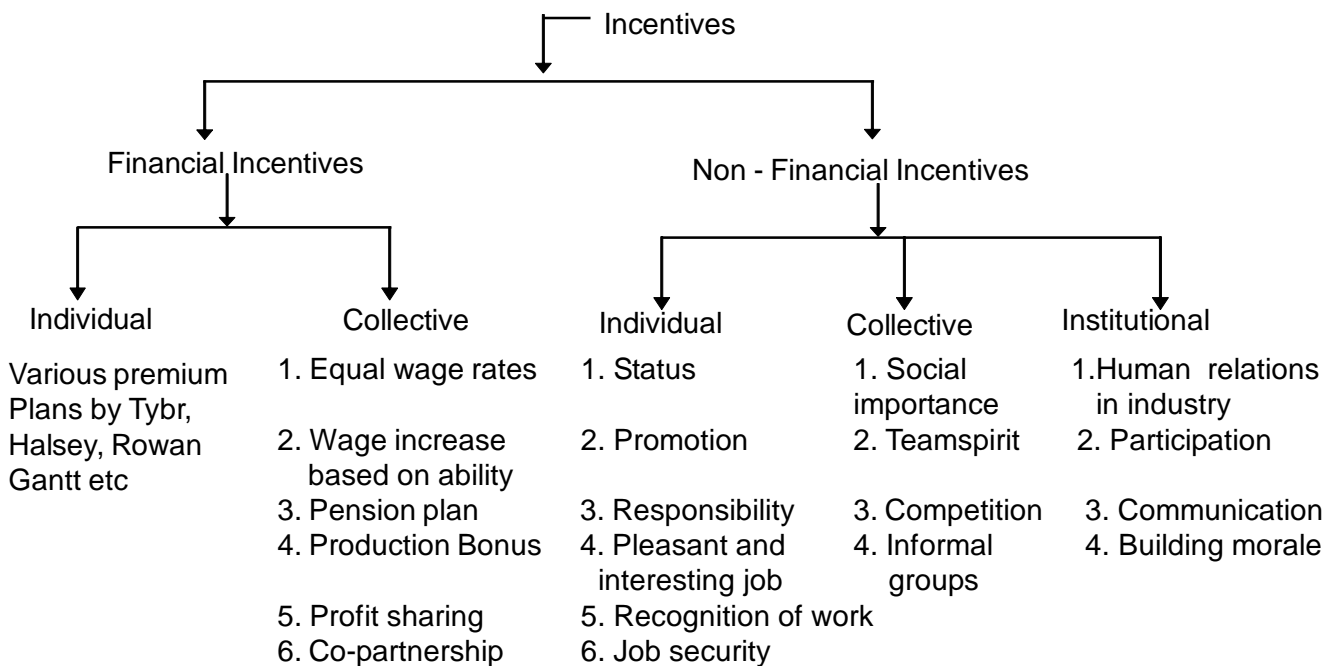 Incentives
Financial Incentives
Non - Financial Incentives
Individual
Collective
Individual
Collective
Institutional
Various premium
Plans by Tybr,
Halsey, Rowan
Gantt etc
1. Equal wage rates
2. Wage increase
based on ability
3. Pension plan
4. Production Bonus
5. Profit sharing
6. Co-partnership
1. Status
2. Promotion
3. Responsibility
4. Pleasant and
interesting job
5. Recognition of work
6. Job security
1. Social
importance
2. Teamspirit
3. Competition
4. Informal
groups
1.Human relations
in industry
2. Participation
3. Communication
4. Building morale